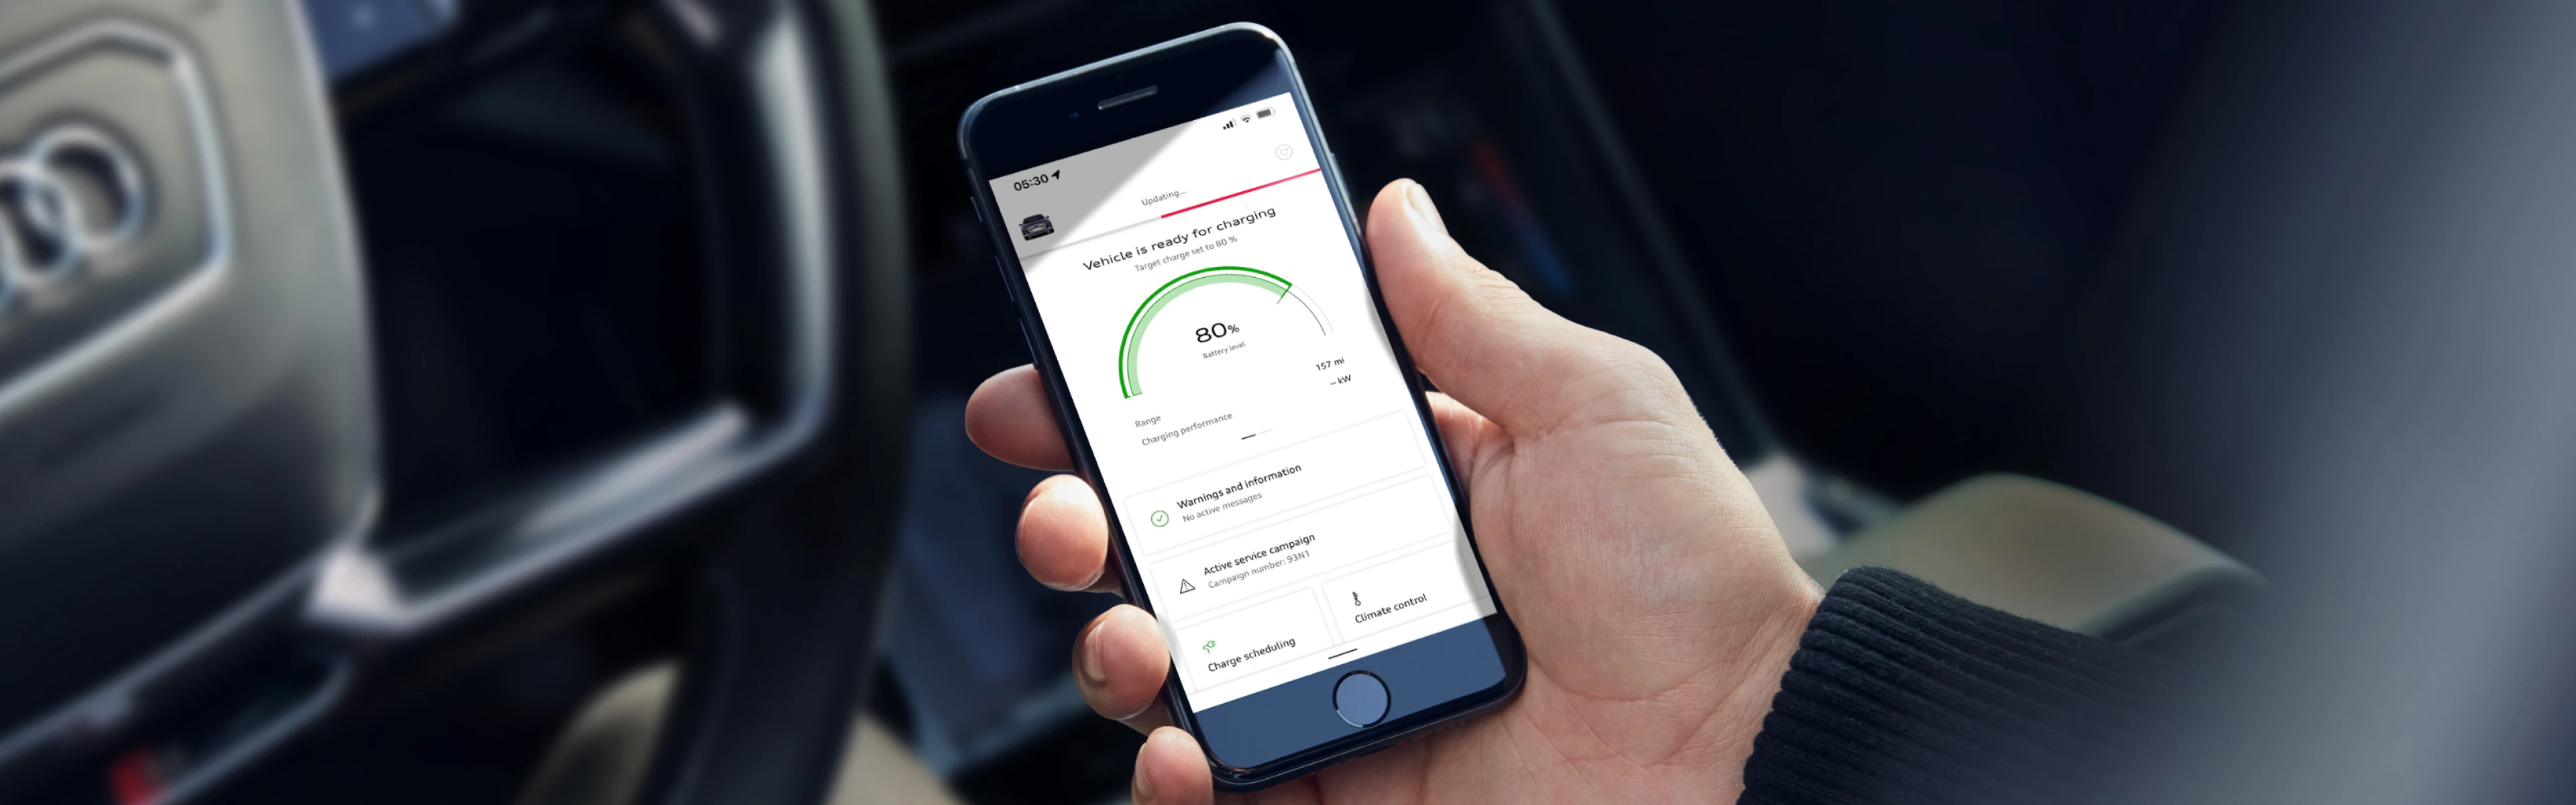 05:30
Updating...
Vehicle is ready for charging
Target charge set to 80 %
80%
Battery level
Range 157 mi
Charging performance -- kW
Warnings and information
No active messages
Active service campaign
Campaign number: 93N1
Charge scheduling
Climate control